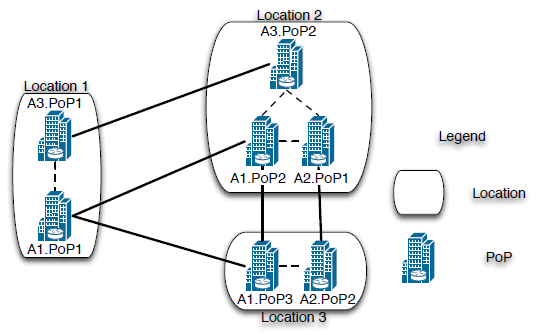 Location 2
A3.PoP2
Location 1
A3.PoP1
A1.PoP2
A2.PoP1
A1.PoP1
A1.PoP3
A2.PoP2
Location 3
Legend
Location
PoP